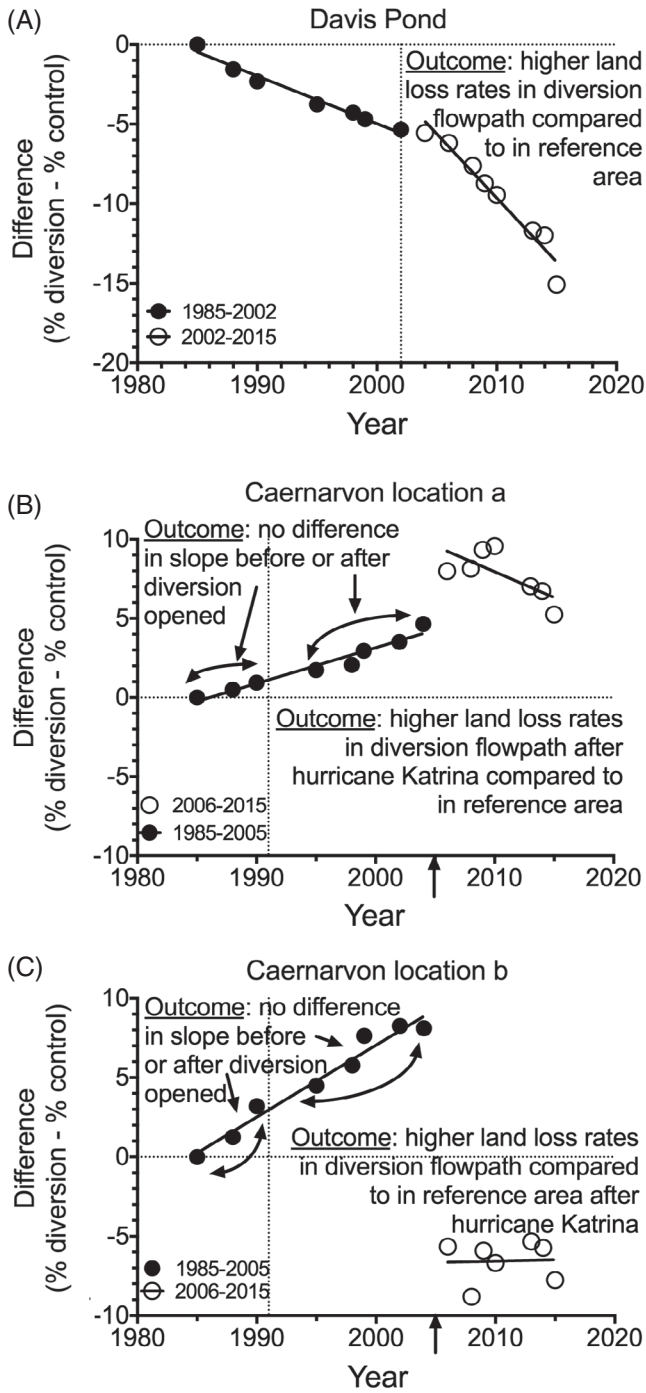 (A)
Davis Pond
0
-5
-10
-15
-20
Difference
(% diversion - % control)
Outcome: higher land
loss rates in diversion
flowpath compared
to in reference
area
1985-2002
2002-2015
1980
1990
2000
2010
2020
Year
(B)
Caernarvon location a
10
5
0
-5
-10
Difference
(% diversion - % control)
Outcome: no difference
in slope before or after
diversion
opened
Outcome: higher land loss rates
in diversion flowpath after
hurricane Katrina compared to
in reference area
2006-2015
1985-2005
1980
1990
2000
2010
2020
Year
(C)
Caernarvon location b
10
5
0
-5
-10
Difference
(% diversion - % control)
Outcome: no difference
in slope before
or after diversion
opened
Outcome: higher land loss rates
in diversion flowpath compared
to in reference area after
hurricane Katrina
1985-2005
2006-2015
1980
1990
2000
2010
2020
Year